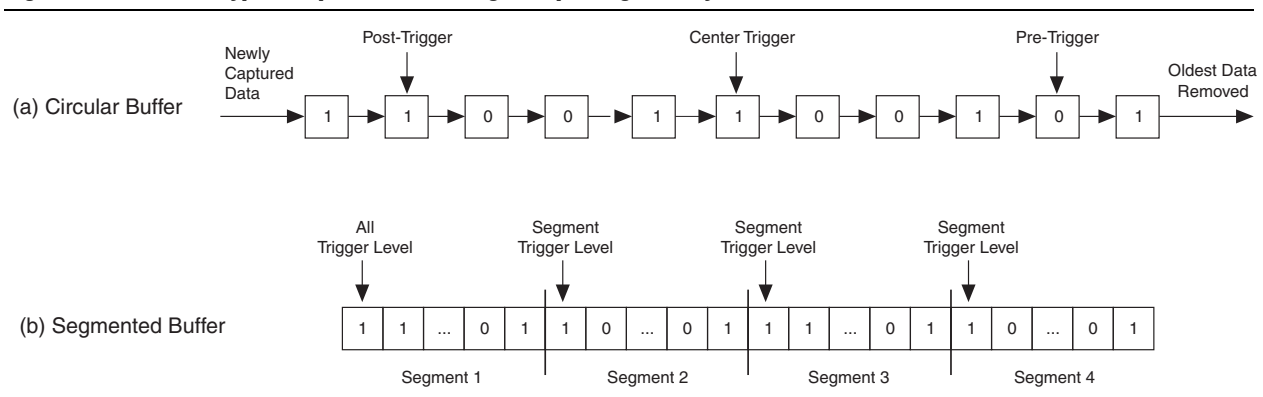 Post-Trigger
Center Trigger
Pre-Trigger
Newly
Captured
Data
Oldest Data
Removed
(a) Circular Buffer
1 1 0 0 1 1 0 0 1 0 1
All
Trigger Level
Segment
Trigger Level
Segment
Trigger Level
Segment
Trigger Level
(b) Segmented Buffer
1 1 ... 0 1 1 0 ... 0 1 1 1 ... 0 1 1 0 ... 0 1
Segment 1 Segment 2 Segment 3 Segment 4